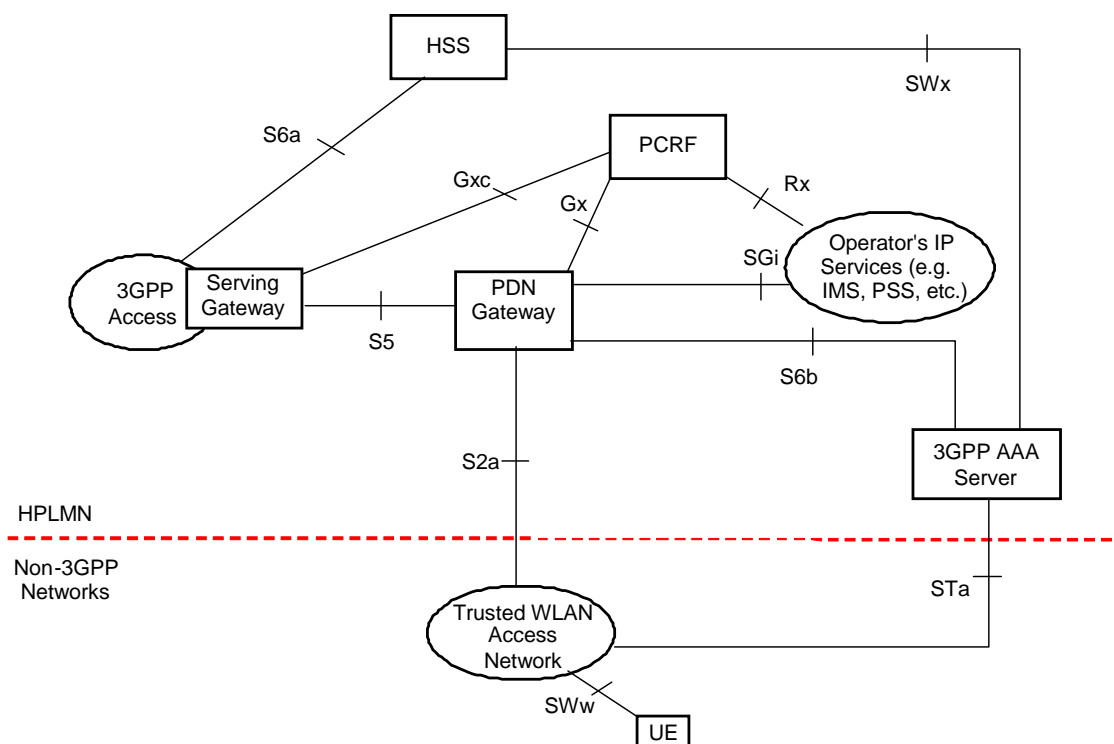 HSS
SWx
S6a
PCRF
Gxc
Gx
Rx
Operator's IP
Services (e.g.
IMS, PSS, etc.)
SGi
3GPP
Access
Serving
Gateway
PDN
Gateway
S5
S6b
S2a
3GPP AAA
Server
HPLMN
Non-3GPP
Networks
STa
Trusted WLAN
Access
Network
SWw
UE